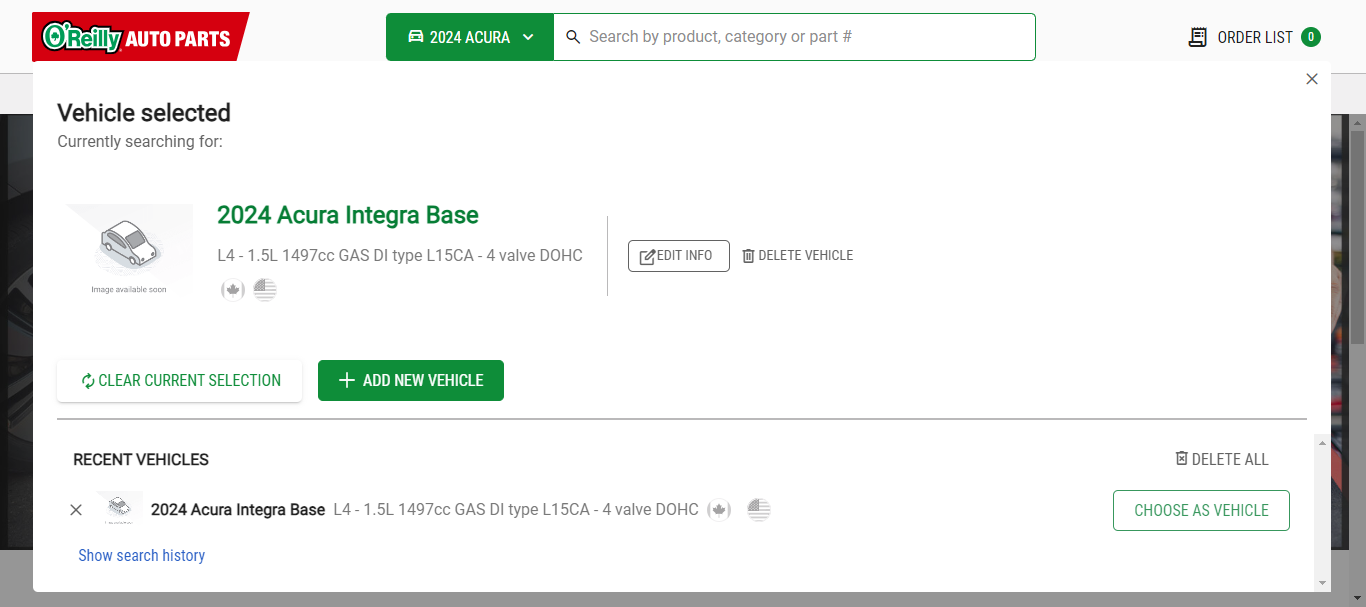 O'Reilly AUTO PARTS
2024 ACURA
Search by product, category or part #
ORDER LIST 0
Vehicle selected
Currently searching for:
2024 Acura Integra Base
L4 - 1.5L 1497cc GAS DI type L15CA - 4 valve DOHC
Image available soon
EDIT INFO
DELETE VEHICLE
CLEAR CURRENT SELECTION
ADD NEW VEHICLE
RECENT VEHICLES
DELETE ALL
2024 Acura Integra Base L4 - 1.5L 1497cc GAS DI type L15CA - 4 valve DOHC
CHOOSE AS VEHICLE
Show search history